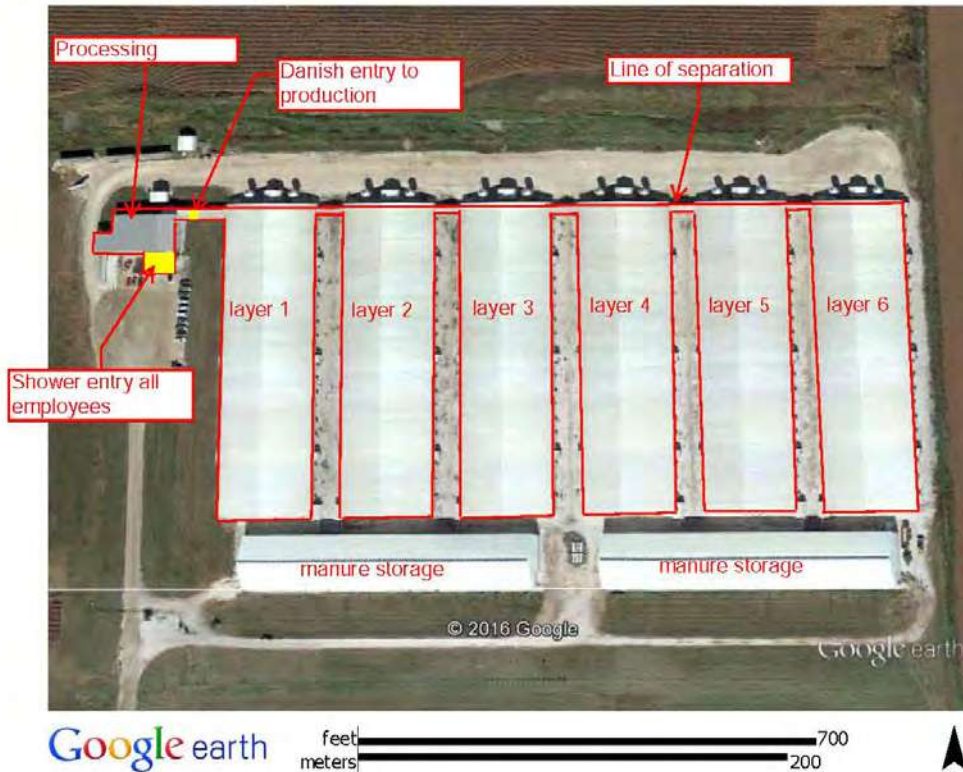 Processing
Danish entry to
production
Line of separation
layer 1
layer 2
layer 3
layer 4
layer 5
layer 6
Shower entry all
employees
manure storage
manure storage
© 2016 Google
Google earth
Google earth
feet
700
meters
200